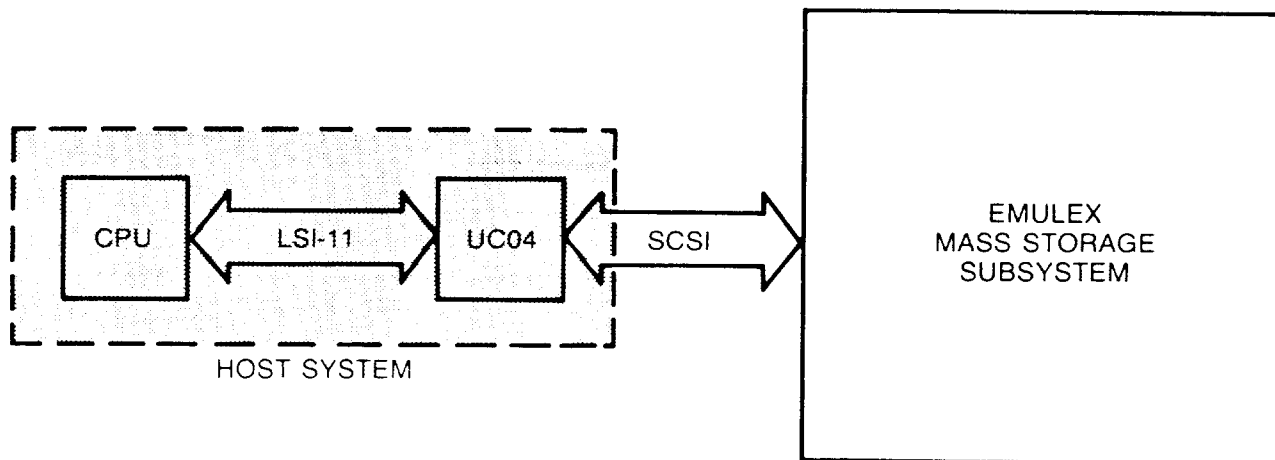 CPU
LSI-11
UC04
SCSI
EMULEX
MASS STORAGE
SUBSYSTEM
HOST SYSTEM